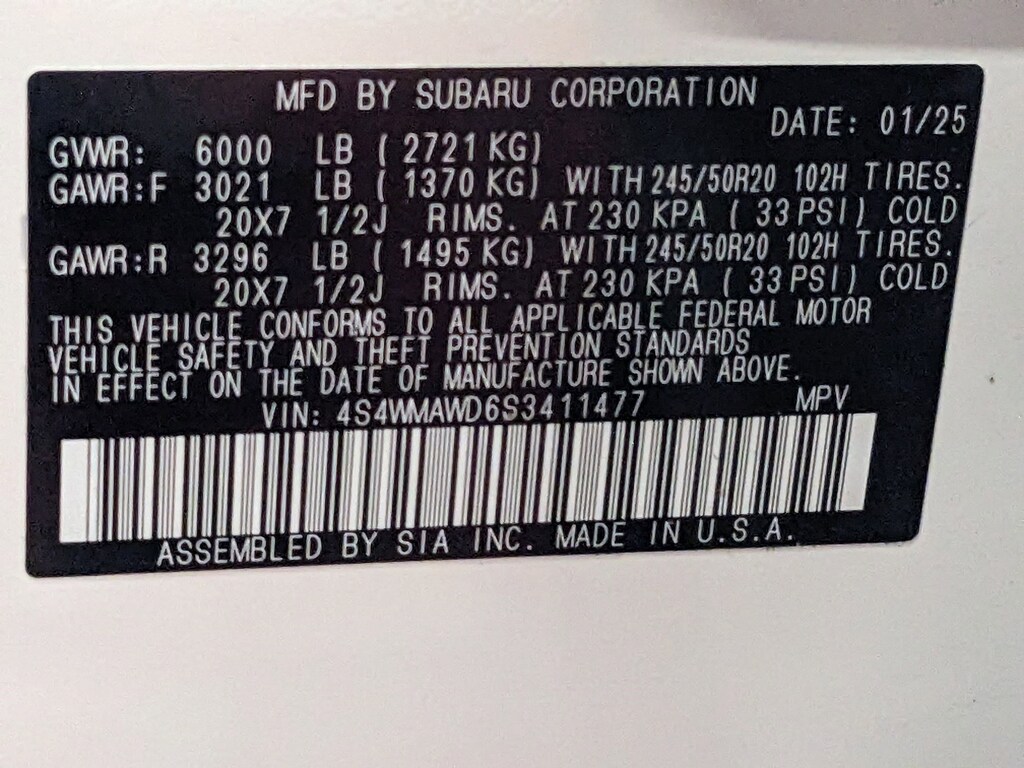 MFD BY SUBARU CORPORATION
DATE: 01/25
GVWR: 6000 LB ( 2721 KG)
GAWR:F 3021 LB ( 1370 KG) WITH 245/50R20 102H TIRES.
20X7 1/2J RIMS. AT 230 KPA ( 33 PSI) COLD
GAWR:R 3296 LB ( 1495 KG) WITH 245/50R20 102H TIRES.
20X7 1/2J RIMS. AT 230 KPA ( 33 PSI) COLD
THIS VEHICLE CONFORMS TO ALL APPLICABLE FEDERAL MOTOR
VEHICLE SAFETY AND THEFT PREVENTION STANDARDS
IN EFFECT ON THE DATE OF MANUFACTURE SHOWN ABOVE.
VIN: 4S4WMAWD6S3411477 MPV
ASSEMBLED BY SIA INC. MADE IN U.S.A.